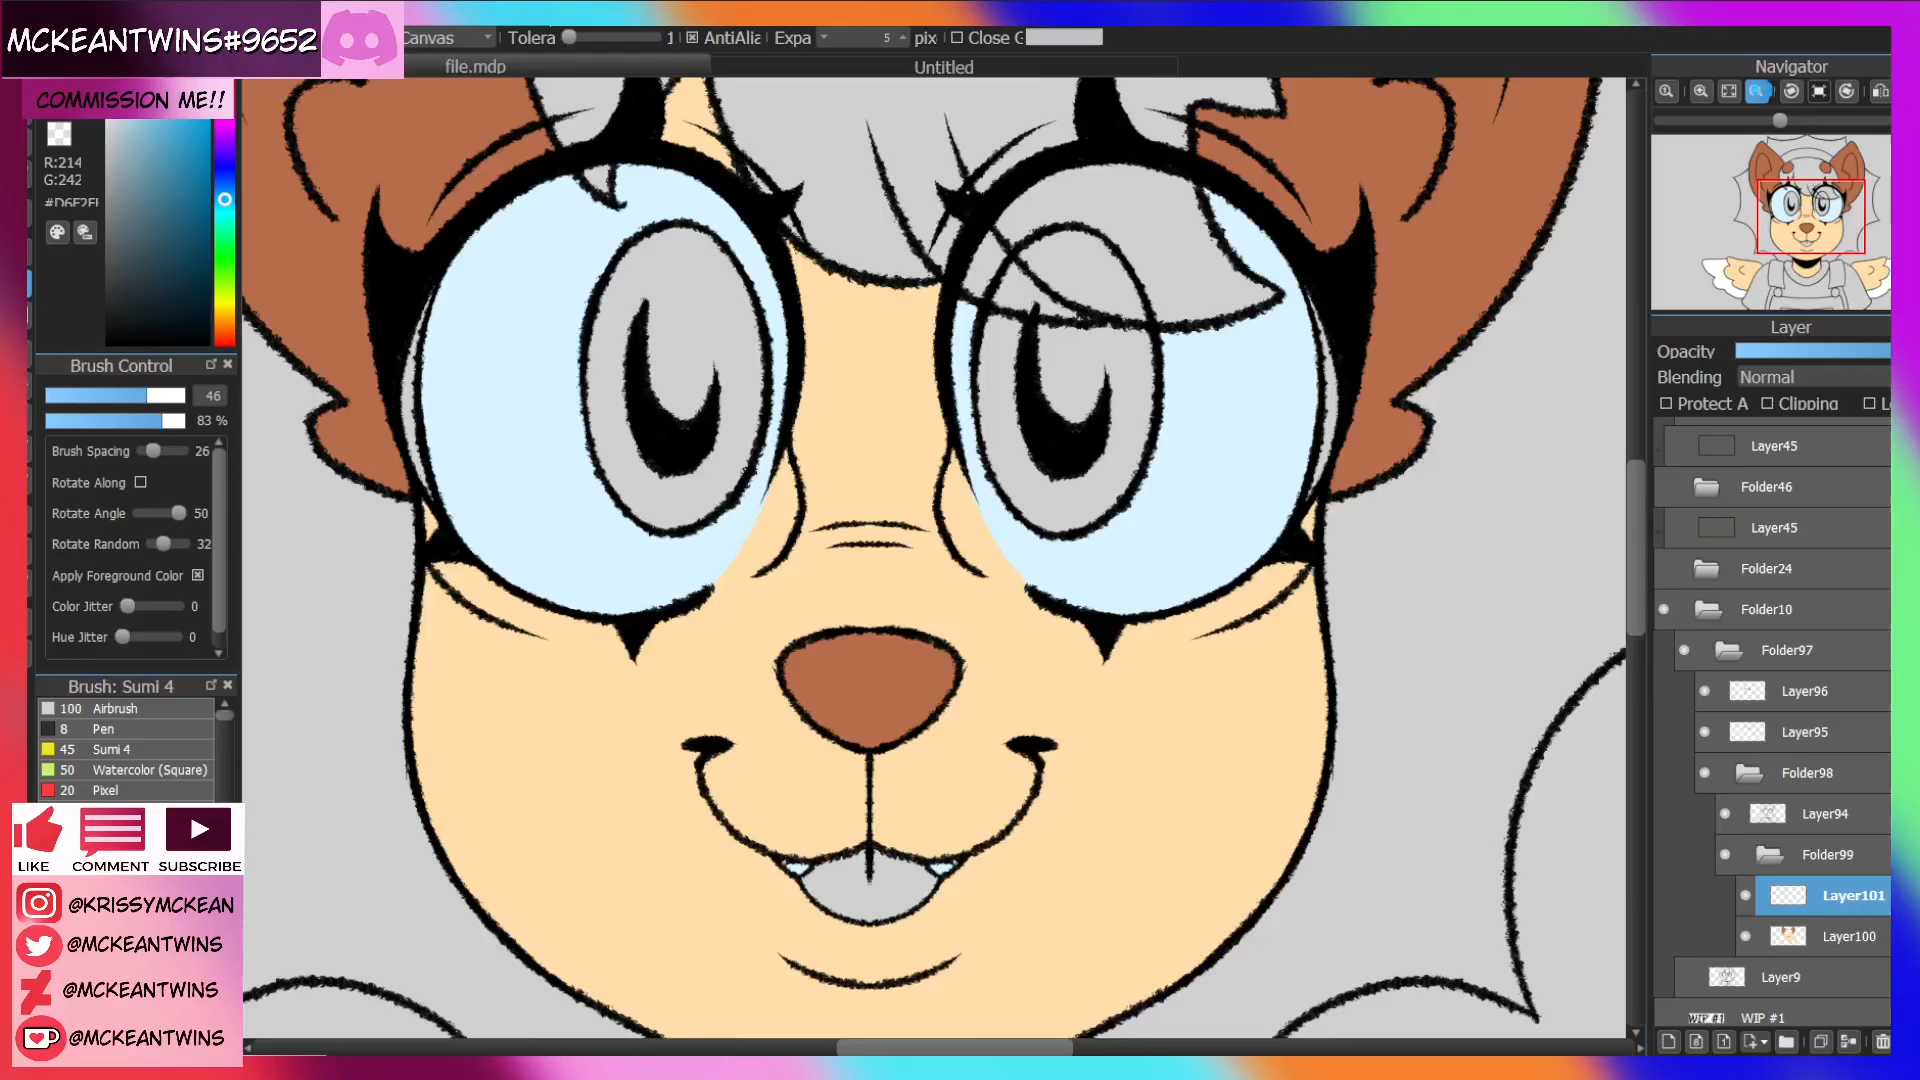 MCKEANTWINS#9652
COMMISSION ME!!
Canvas
Tolera
1
AntiAlia
Expa
5
pix
Close G
file.mdp
Untitled
R:214
G:242
Brush Control
46
83 %
Brush Spacing 26
Rotate Along
Rotate Angle 50
Rotate Random 32
Apply Foreground Color
Color Jitter 0
Hue Jitter 0
Brush: Sumi 4
100 Airbrush
8 Pen
45 Sumi 4
50 Watercolor (Square)
20 Pixel
LIKE COMMENT SUBSCRIBE
@KRISSYMCKEAN
@MCKEANTWINS
@MCKEANTWINS
@MCKEANTWINS
Navigator
Layer
Opacity
Blending Normal
Protect A
Clipping
Layer45
Folder46
Layer45
Folder24
Folder10
Folder97
Layer96
Layer95
Folder98
Layer94
Folder99
Layer101
Layer100
Layer9
WIP #1 WIP #1